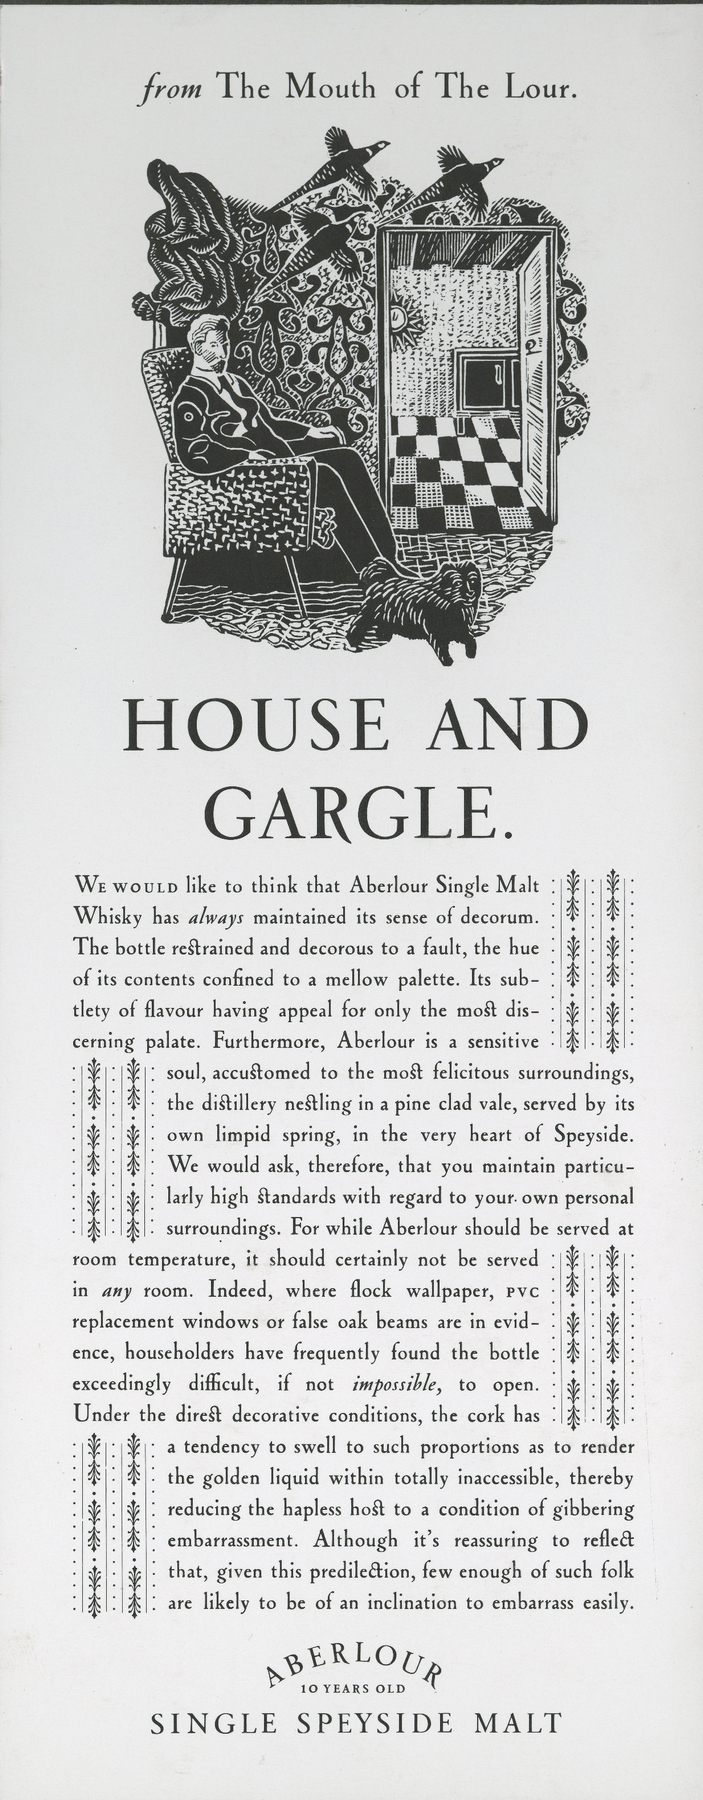 from The Mouth of The Lour.
HOUSE AND
GARGLE.
WE WOULD like to think that Aberlour Single Malt
Whisky has always maintained its sense of decorum.
The bottle restrained and decorous to a fault, the hue
of its contents confined to a mellow palette. Its sub-
tlety of flavour having appeal for only the most dis-
cerning palate. Furthermore, Aberlour is a sensitive
soul, accustomed to the most felicitous surroundings,
the distillery nestling in a pine clad vale, served by its
own limpid spring, in the very heart of Speyside.
We would ask, therefore, that you maintain particu-
larly high standards with regard to your own personal
surroundings. For while Aberlour should be served at
room temperature, it should certainly not be served
in any room. Indeed, where flock wallpaper, PVC
replacement windows or false oak beams are in evid-
ence, householders have frequently found the bottle
exceedingly difficult, if not impossible, to open.
Under the direst decorative conditions, the cork has
a tendency to swell to such proportions as to render
the golden liquid within totally inaccessible, thereby
reducing the hapless host to a condition of gibbering
embarrassment. Although it's reassuring to reflect
that, given this predilection, few enough of such folk
are likely to be of an inclination to embarrass easily.
ABERLOUR
10 YEARS OLD
SINGLE SPEYSIDE MALT